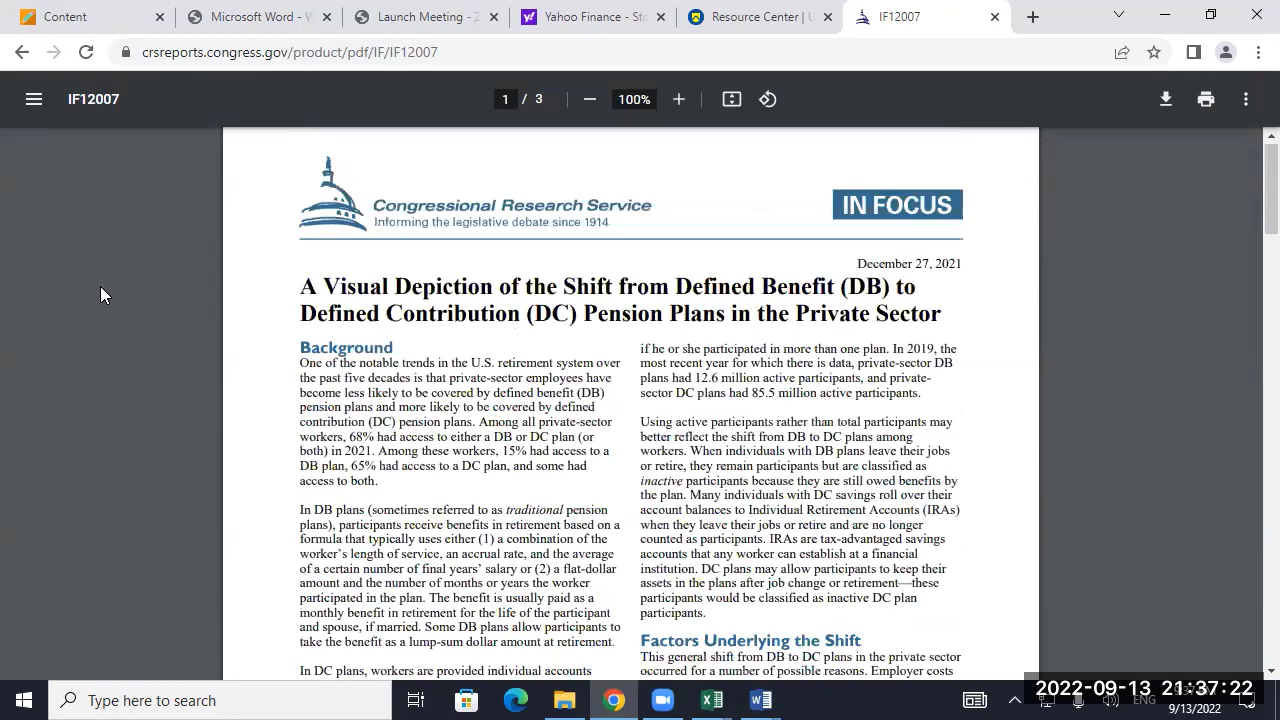 Content
Microsoft Word - W
Launch Meeting - Z
Yahoo Finance - St
Resource Center | U
IF12007
crsreports.congress.gov/product/pdf/IF/IF12007
IF12007
1 / 3
100%
Congressional Research Service
Informing the legislative debate since 1914
IN FOCUS
December 27, 2021
A Visual Depiction of the Shift from Defined Benefit (DB) to
Defined Contribution (DC) Pension Plans in the Private Sector
Background
One of the notable trends in the U.S. retirement system over
the past five decades is that private-sector employees have
become less likely to be covered by defined benefit (DB)
pension plans and more likely to be covered by defined
contribution (DC) pension plans. Among all private-sector
workers, 68% had access to either a DB or DC plan (or
both) in 2021. Among these workers, 15% had access to a
DB plan, 65% had access to a DC plan, and some had
access to both.
In DB plans (sometimes referred to as traditional pension
plans), participants receive benefits in retirement based on a
formula that typically uses either (1) a combination of the
worker's length of service, an accrual rate, and the average
of a certain number of final years' salary or (2) a flat-dollar
amount and the number of months or years the worker
participated in the plan. The benefit is usually paid as a
monthly benefit in retirement for the life of the participant
and spouse, if married. Some DB plans allow participants to
take the benefit as a lump-sum dollar amount at retirement.
In DC plans, workers are provided individual accounts
if he or she participated in more than one plan. In 2019, the
most recent year for which there is data, private-sector DB
plans had 12.6 million active participants, and private-
sector DC plans had 85.5 million active participants.
Using active participants rather than total participants may
better reflect the shift from DB to DC plans among
workers. When individuals with DB plans leave their jobs
or retire, they remain participants but are classified as
inactive participants because they are still owed benefits by
the plan. Many individuals with DC savings roll over their
account balances to Individual Retirement Accounts (IRAs)
when they leave their jobs or retire and are no longer
counted as participants. IRAs are tax-advantaged savings
accounts that any worker can establish at a financial
institution. DC plans may allow participants to keep their
assets in the plans after job change or retirement—these
participants would be classified as inactive DC plan
participants.
Factors Underlying the Shift
This general shift from DB to DC plans in the private sector
occurred for a number of possible reasons. Employer costs
Type here to search
ENG
2022-09-13 21:37:22
9/13/2022